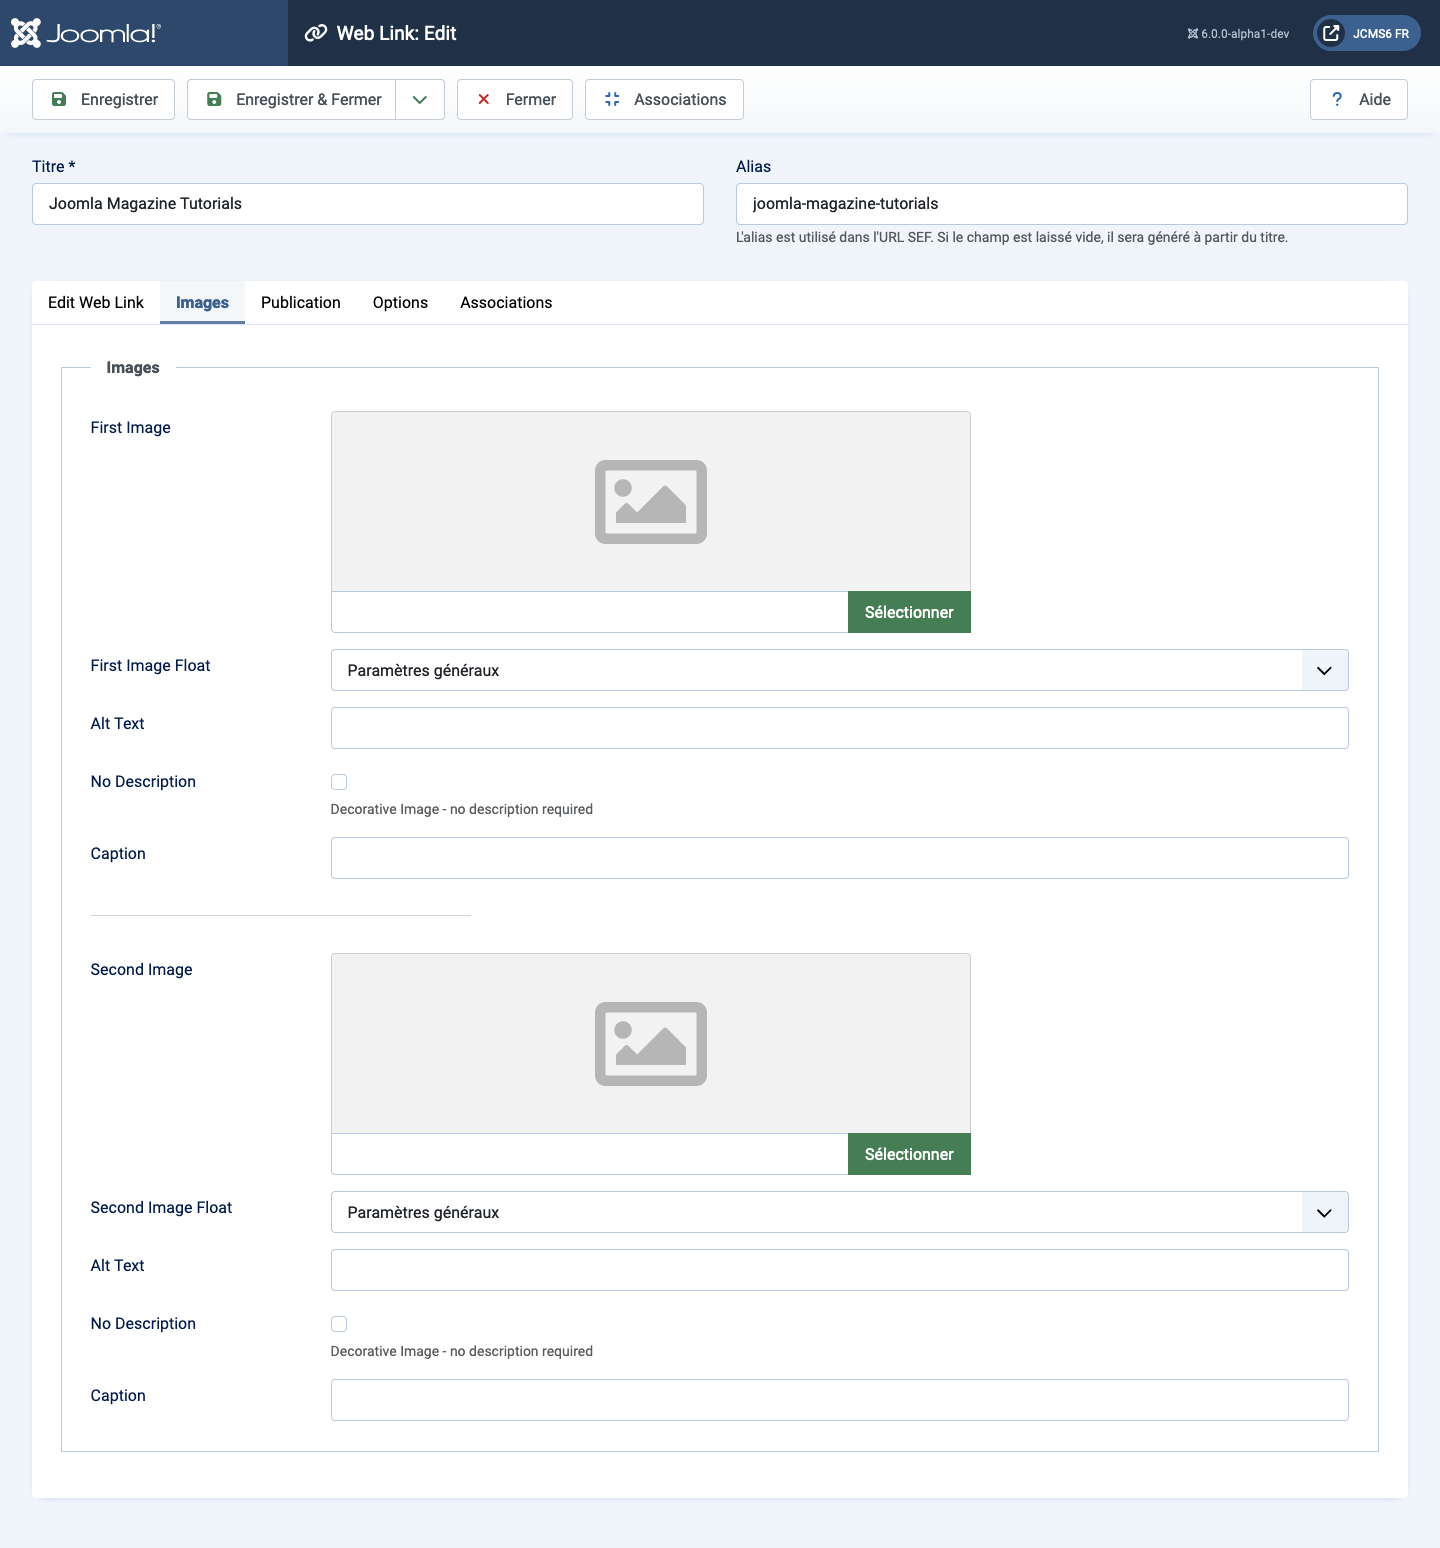 Joomla!®
Web Link: Edit
6.0.0-alpha1-dev
JCMS6 FR
Enregistrer
Enregistrer & Fermer
Fermer
Associations
? Aide
Titre *
Joomla Magazine Tutorials
Alias
joomla-magazine-tutorials
L'alias est utilisé dans l'URL SEF. Si le champ est laissé vide, il sera généré à partir du titre.
Edit Web Link
Images
Publication
Options
Associations
Images
First Image
Sélectionner
First Image Float
Paramètres généraux
Alt Text
No Description
Decorative Image - no description required
Caption
Second Image
Sélectionner
Second Image Float
Paramètres généraux
Alt Text
No Description
Decorative Image - no description required
Caption